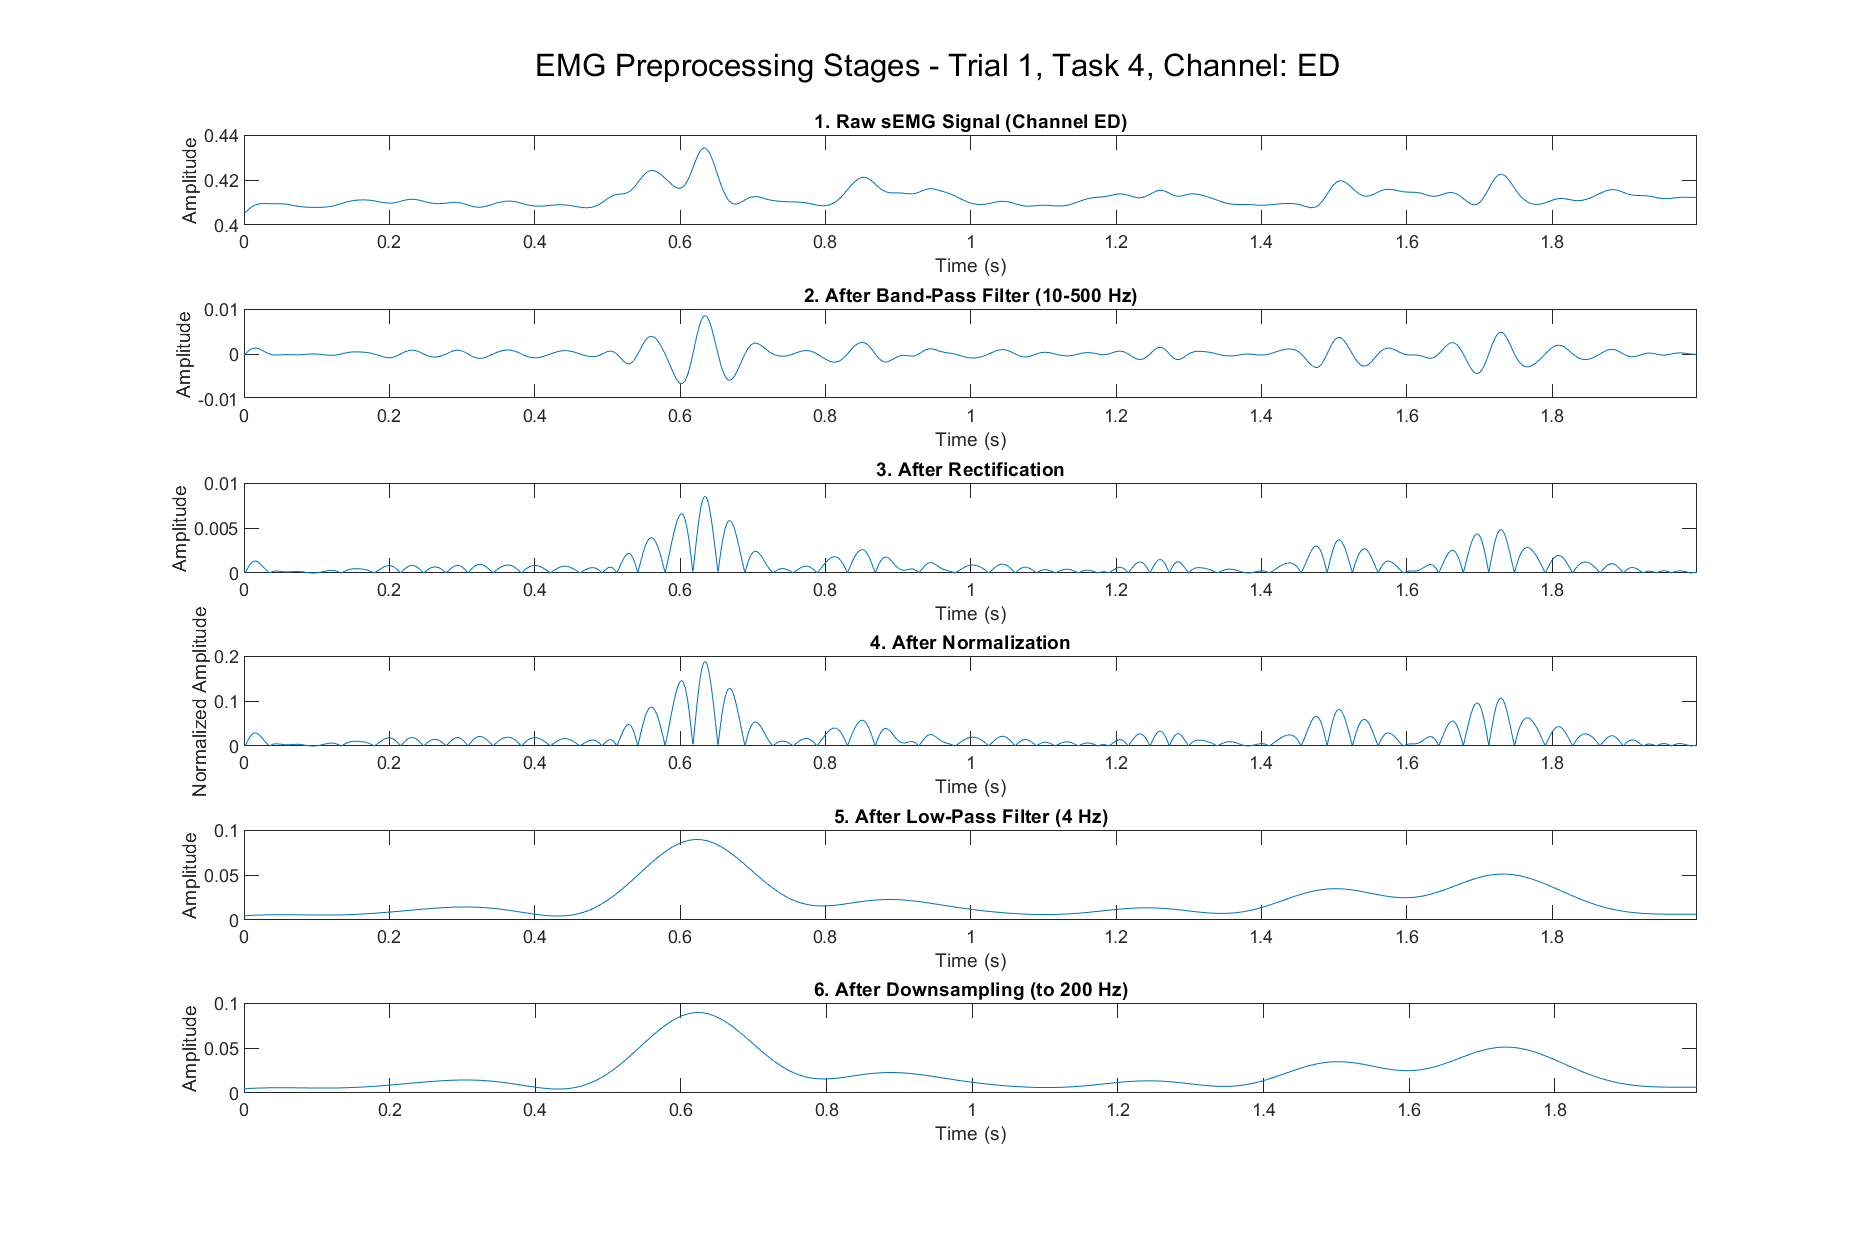 EMG Preprocessing Stages - Trial 1, Task 4, Channel: ED
1. Raw sEMG Signal (Channel ED)
Amplitude
0.44
0.42
0.4
0 0.2 0.4 0.6 0.8 1 1.2 1.4 1.6 1.8
Time (s)
2. After Band-Pass Filter (10-500 Hz)
Amplitude
0.01
0
-0.01
0 0.2 0.4 0.6 0.8 1 1.2 1.4 1.6 1.8
Time (s)
3. After Rectification
Amplitude
0.01
0.005
0
0 0.2 0.4 0.6 0.8 1 1.2 1.4 1.6 1.8
Time (s)
4. After Normalization
Normalized Amplitude
0.2
0.1
0
0 0.2 0.4 0.6 0.8 1 1.2 1.4 1.6 1.8
Time (s)
5. After Low-Pass Filter (4 Hz)
Amplitude
0.1
0.05
0
0 0.2 0.4 0.6 0.8 1 1.2 1.4 1.6 1.8
Time (s)
6. After Downsampling (to 200 Hz)
Amplitude
0.1
0.05
0
0 0.2 0.4 0.6 0.8 1 1.2 1.4 1.6 1.8
Time (s)